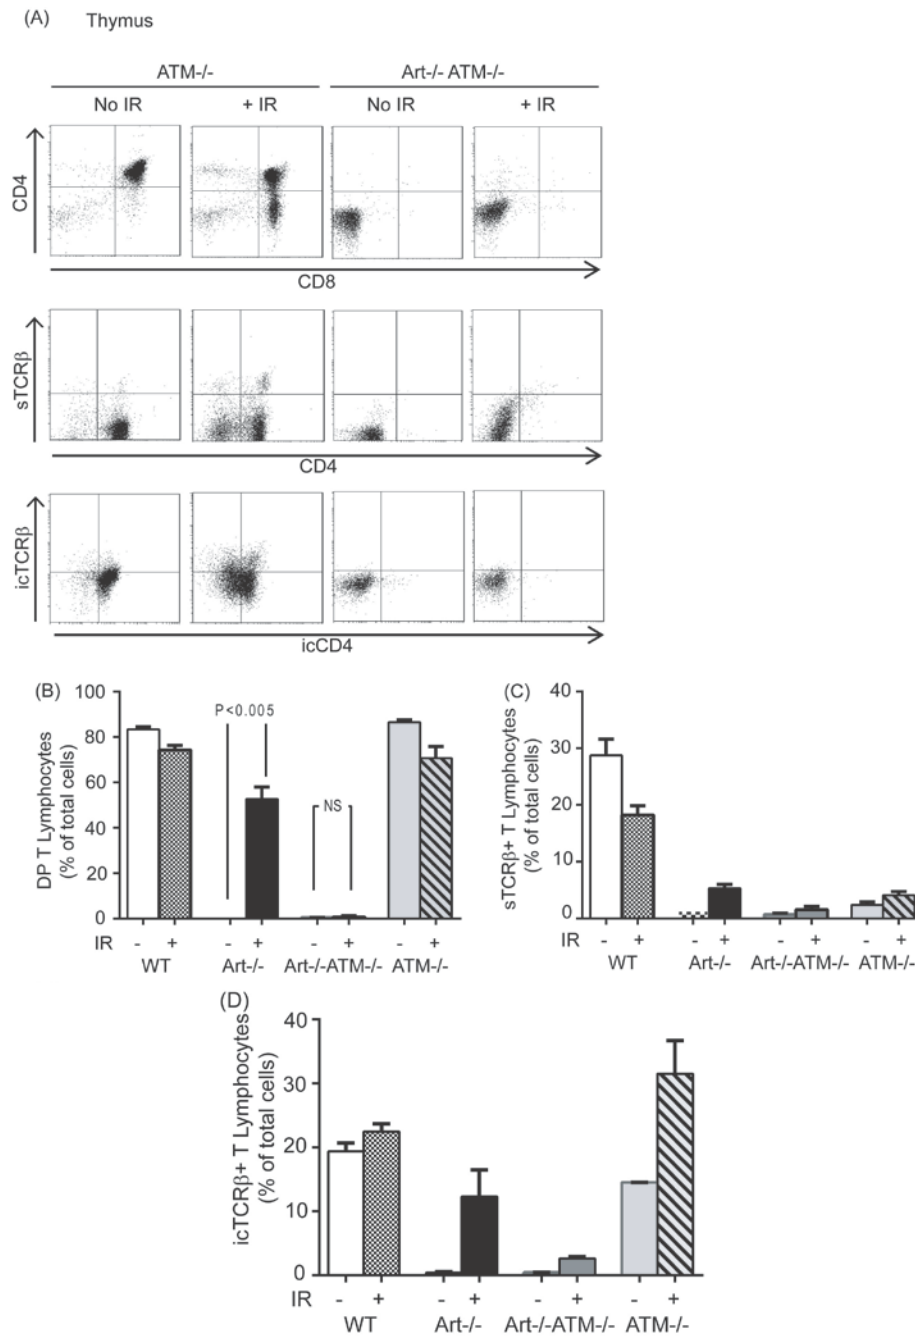 (A) Thymus
ATM-/- Art-/- ATM-/-
No IR + IR No IR + IR
CD4
CD8
sTCRβ
CD4
icTCRβ
icCD4
(B)
DP T Lymphocytes
(% of total cells)
100
80
60
40
20
0
P<0.005
NS
IR - + - + - + - +
WT Art-/- Art-/-ATM-/- ATM-/-
(C)
sTCRβ+ T Lymphocytes
(% of total cells)
40
30
20
10
0
IR - + - + - + - +
WT Art-/- Art-/-ATM-/- ATM-/-
(D)
icTCRβ+ T Lymphocytes
(% of total cells)
40
30
20
10
0
IR - + - + - + - +
WT Art-/- Art-/-ATM-/- ATM-/-